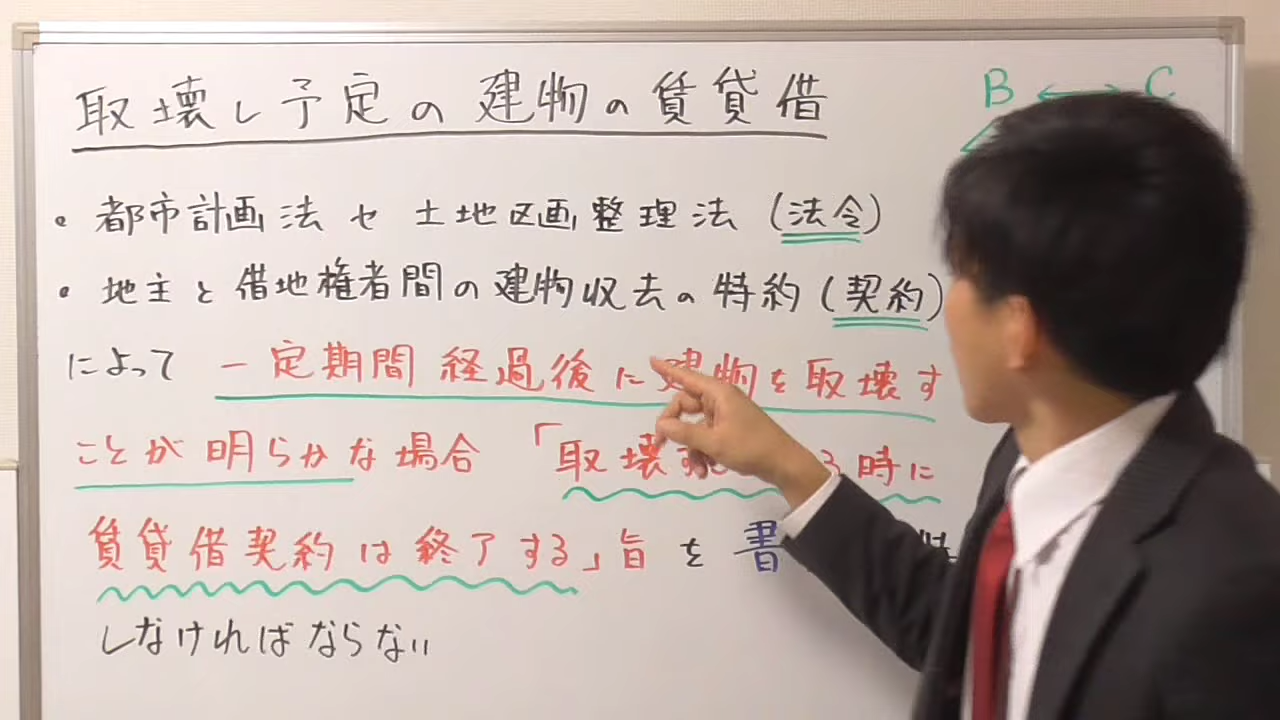 取壊し予定の建物の賃貸借
B ↔ C
• 都市計画法や土地区画整理法(法令)
• 地主と借地権者間の建物収去の特約(契約)
によって 一定期間経過後に建物を取壊す
ことが明らかな場合 「取壊す る時に
賃貸借契約は終了する」旨を書
しなければならない